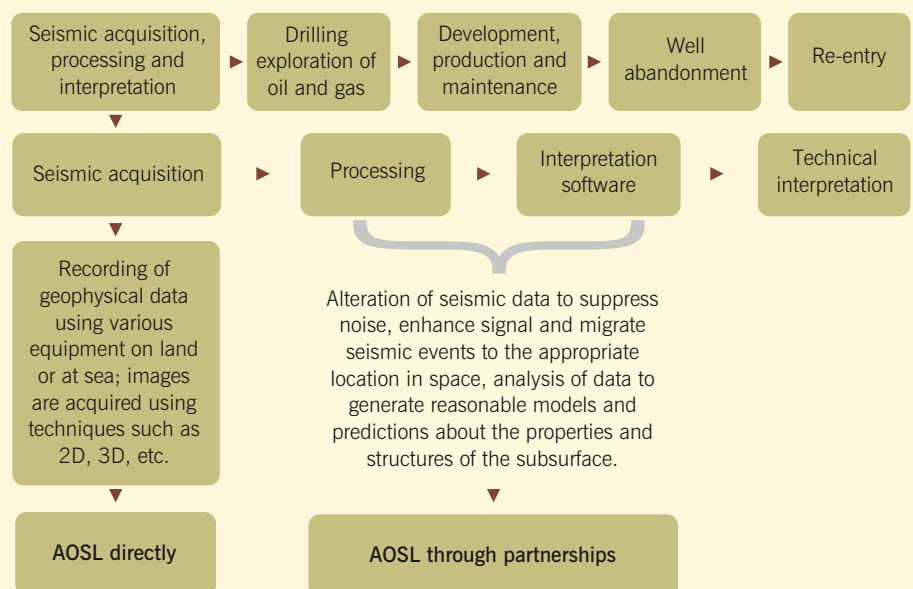 Seismic acquisition,
processing and
interpretation
Drilling
exploration of
oil and gas
Development,
production and
maintenance
Well
abandonment
Re-entry
Seismic acquisition
Processing
Interpretation
software
Technical
interpretation
Recording of
geophysical data
using various
equipment on land
or at sea; images
are acquired using
techniques such as
2D, 3D, etc.
Alteration of seismic data to suppress
noise, enhance signal and migrate
seismic events to the appropriate
location in space, analysis of data to
generate reasonable models and
predictions about the properties and
structures of the subsurface.
AOSL directly
AOSL through partnerships